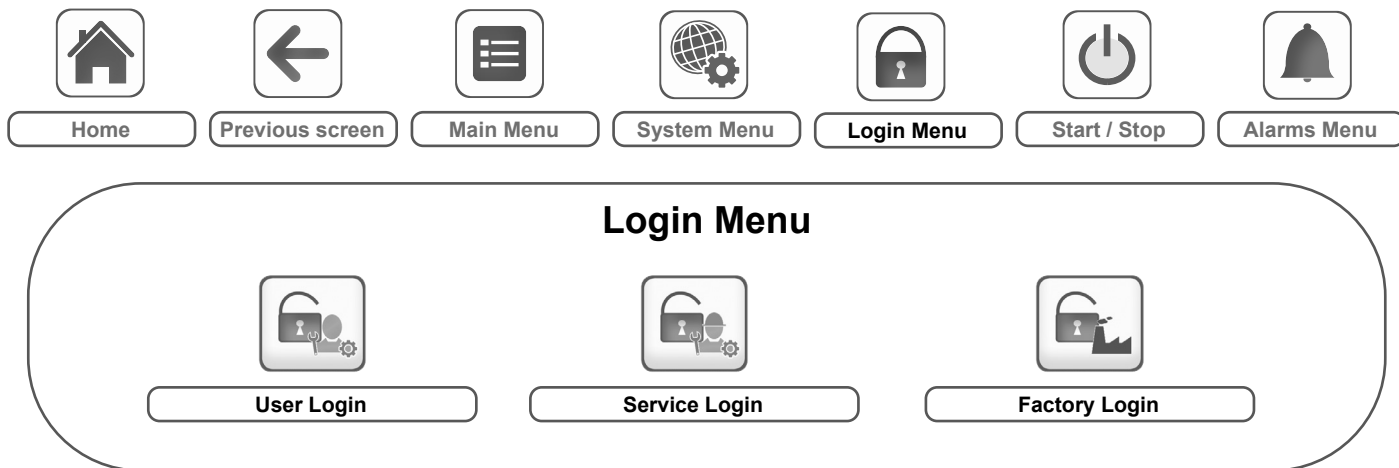 Home
Previous screen
Main Menu
System Menu
Login Menu
Start / Stop
Alarms Menu
Login Menu
User Login
Service Login
Factory Login